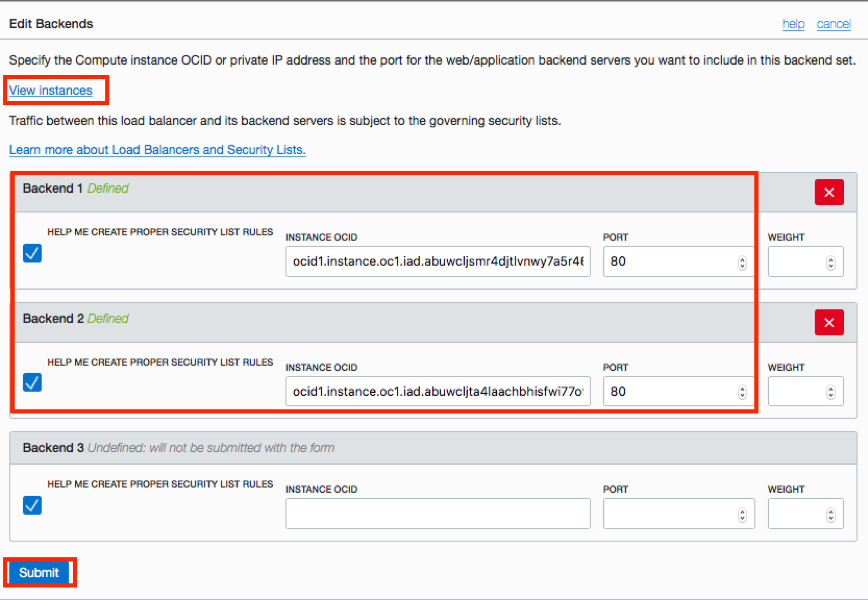 Edit Backends help cancel
Specify the Compute instance OCID or private IP address and the port for the web/application backend servers you want to include in this backend set.
View instances
Traffic between this load balancer and its backend servers is subject to the governing security lists.
Learn more about Load Balancers and Security Lists.
Backend 1 Defined
HELP ME CREATE PROPER SECURITY LIST RULES INSTANCE OCID PORT WEIGHT
ocid1.instance.oc1.iad.abuwcljsmr4djtlvnwy7a5r46 80
Backend 2 Defined
HELP ME CREATE PROPER SECURITY LIST RULES INSTANCE OCID PORT WEIGHT
ocid1.instance.oc1.iad.abuwcljta4laachbhisfwi77o 80
Backend 3 Undefined: will not be submitted with the form
HELP ME CREATE PROPER SECURITY LIST RULES INSTANCE OCID PORT WEIGHT
Submit